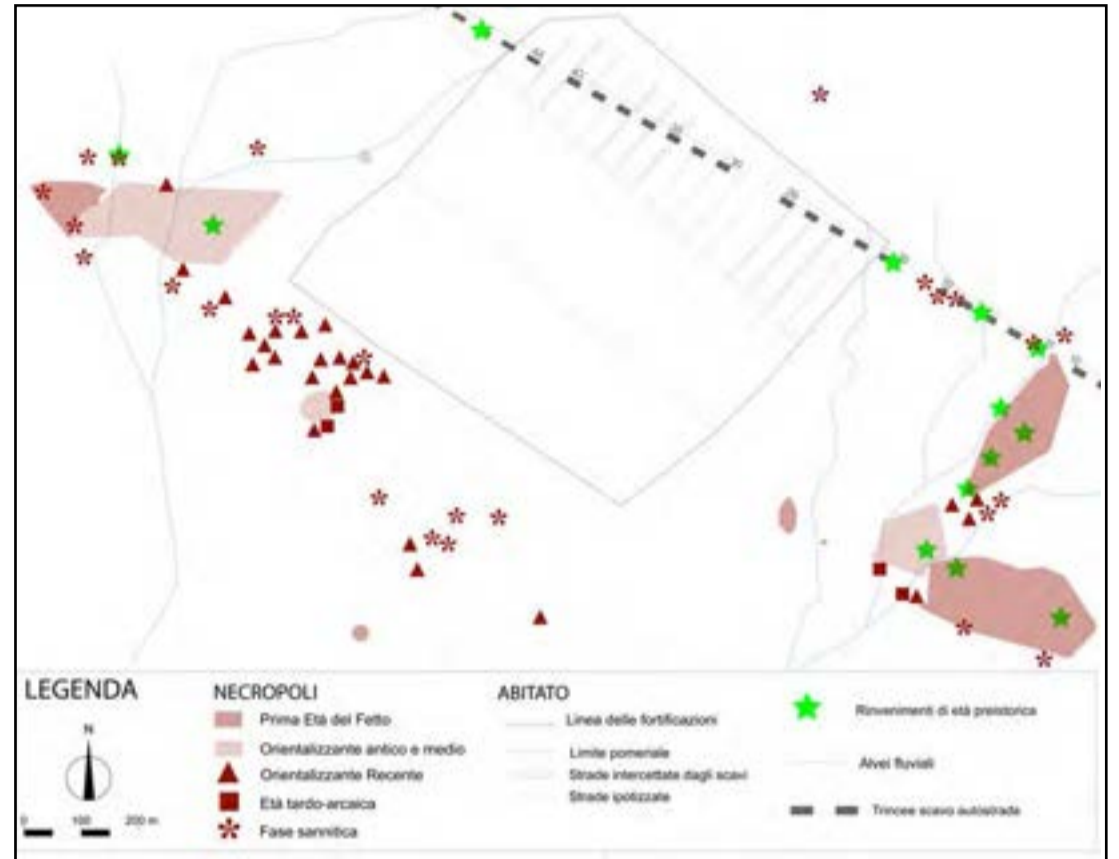 LEGENDA
N
0 100 200 m
NECROPOLI
Prima Età del Fetto
Orientalizzante antico e medio
Orientalizzante Recente
Età tardo-arcaica
Fase sannitica
ABITATO
Linea delle fortificazioni
Limite pomeriale
Strade intercettate dagli scavi
Strade ipotizzate
Rinvenimenti di età preistorica
Alvei fluviali
Trincee scavo autostrada